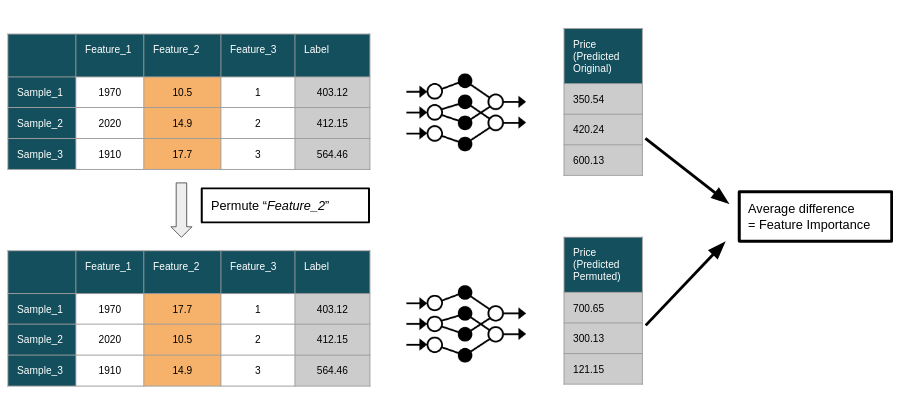 Feature_1 Feature_2 Feature_3 Label
Sample_1 1970 10.5 1 403.12
Sample_2 2020 14.9 2 412.15
Sample_3 1910 17.7 3 564.46
Price
(Predicted
Original)
350.54
420.24
600.13
Permute “Feature_2”
Average difference
= Feature Importance
Feature_1 Feature_2 Feature_3 Label
Sample_1 1970 17.7 1 403.12
Sample_2 2020 10.5 2 412.15
Sample_3 1910 14.9 3 564.46
Price
(Predicted
Permuted)
700.65
300.13
121.15